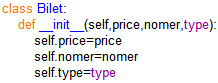 class Bilet:
    def __init__(self,price,nomer,type):
        self.price=price
        self.nomer=nomer
        self.type=type